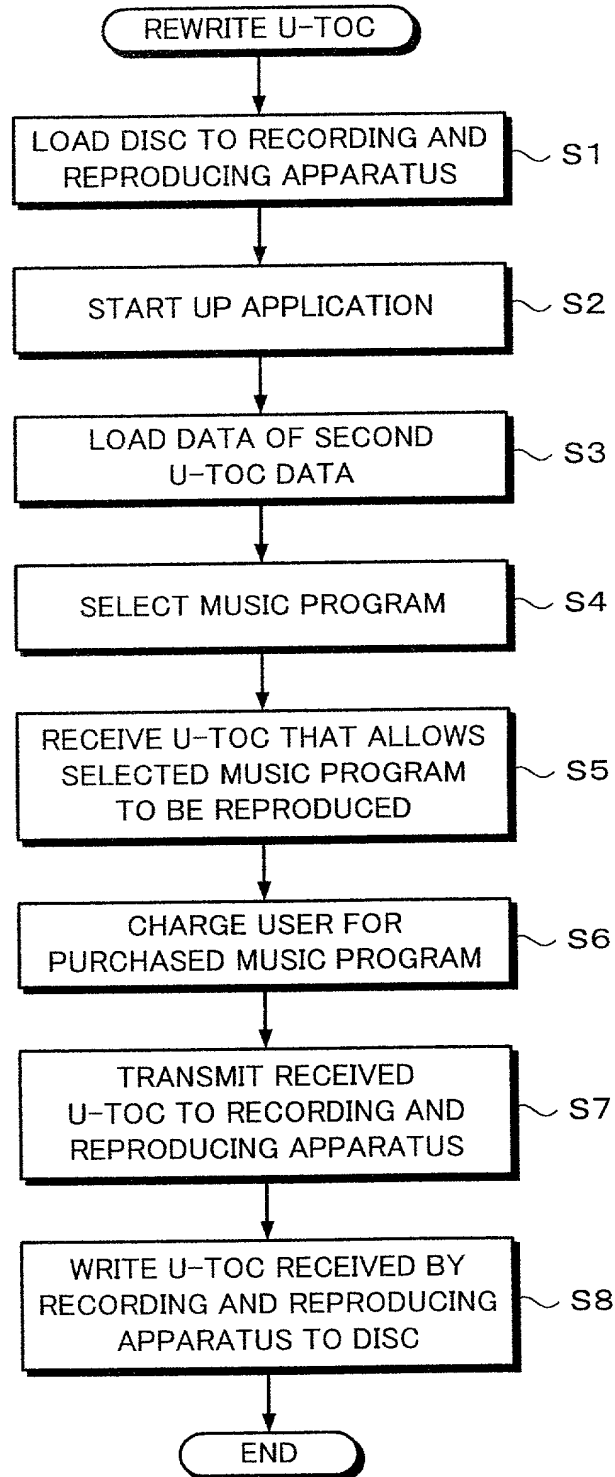 REWRITE U-TOC
LOAD DISC TO RECORDING AND
REPRODUCING APPARATUS
S1
START UP APPLICATION
S2
LOAD DATA OF SECOND
U-TOC DATA
S3
SELECT MUSIC PROGRAM
S4
RECEIVE U-TOC THAT ALLOWS
SELECTED MUSIC PROGRAM
TO BE REPRODUCED
S5
CHARGE USER FOR
PURCHASED MUSIC PROGRAM
S6
TRANSMIT RECEIVED
U-TOC TO RECORDING AND
REPRODUCING APPARATUS
S7
WRITE U-TOC RECEIVED BY
RECORDING AND REPRODUCING
APPARATUS TO DISC
S8
END